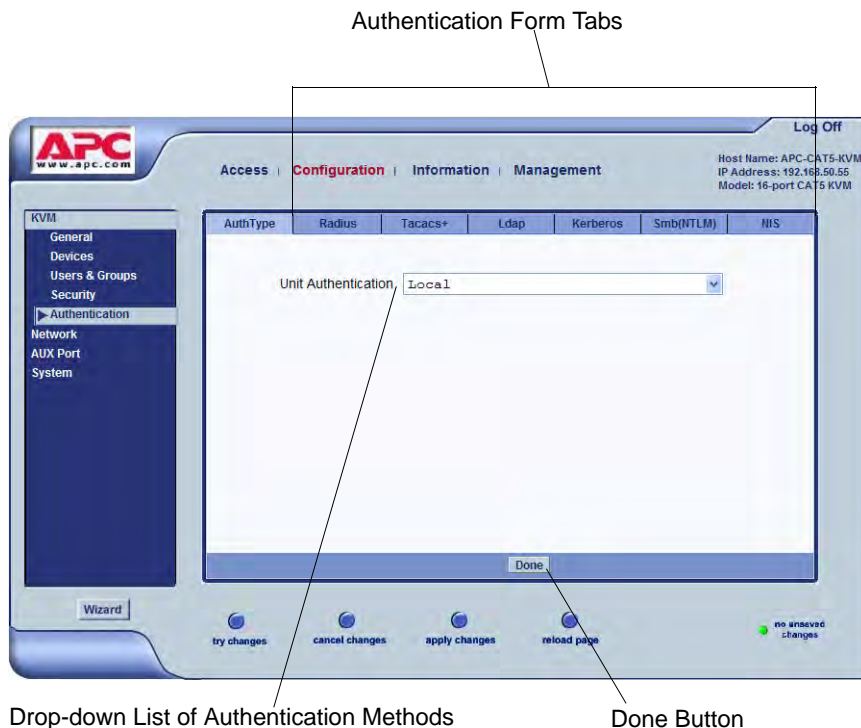 Authentication Form Tabs
Log Off
APC
www.apc.com
Access | Configuration | Information | Management
Host Name: APC-CAT5-KVM
IP Address: 192.168.50.55
Model: 16-port CAT5 KVM
KVM
General
Devices
Users & Groups
Security
Authentication
Network
AUX Port
System
AuthType Radius Tacacs+ Ldap Kerberos Smb(NTLM) NIS
Unit Authentication Local
Done
Wizard
try changes cancel changes apply changes reload page
no unsaved
changes
Drop-down List of Authentication Methods Done Button